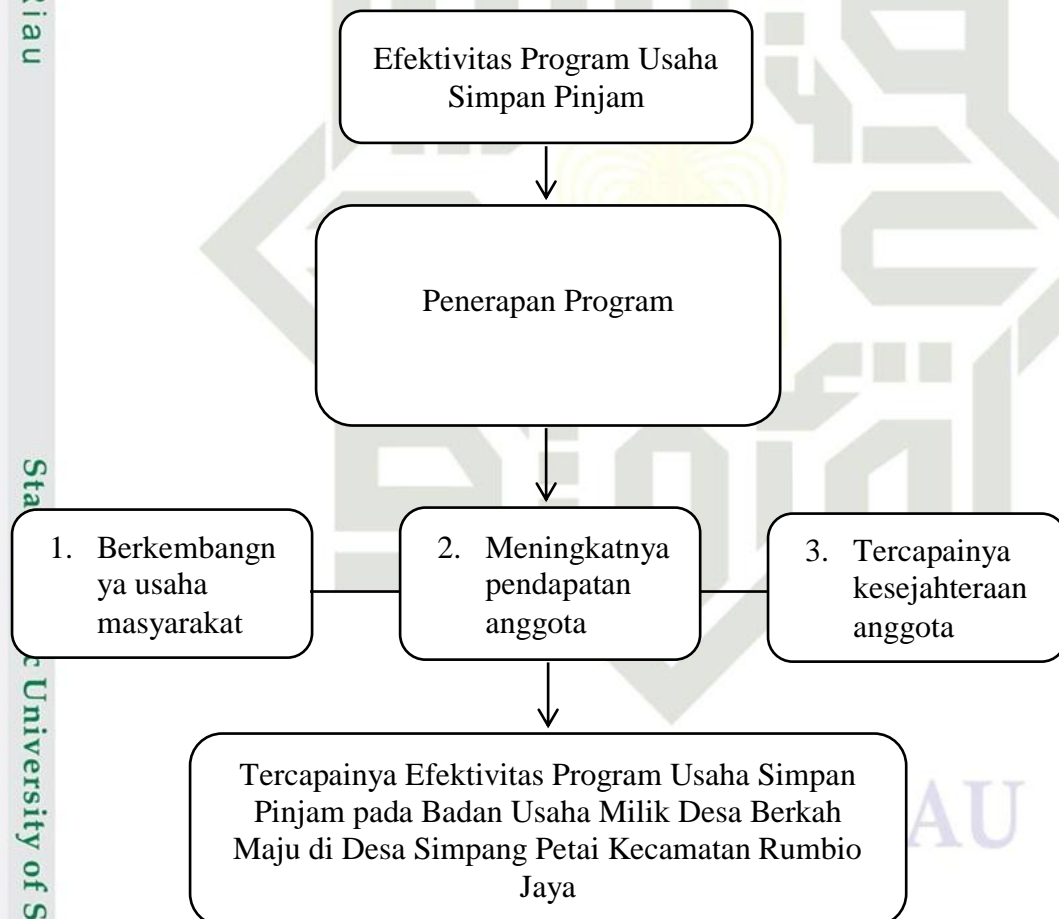 Riau
Efektivitas Program Usaha
Simpan Pinjam
Penerapan Program
1. Berkembangn
ya usaha
masyarakat
2. Meningkatnya
pendapatan
anggota
3. Tercapainya
kesejahteraan
anggota
Tercapainya Efektivitas Program Usaha Simpan
Pinjam pada Badan Usaha Milik Desa Berkah
Maju di Desa Simpang Petai Kecamatan Rumbio
Jaya
University of
AU